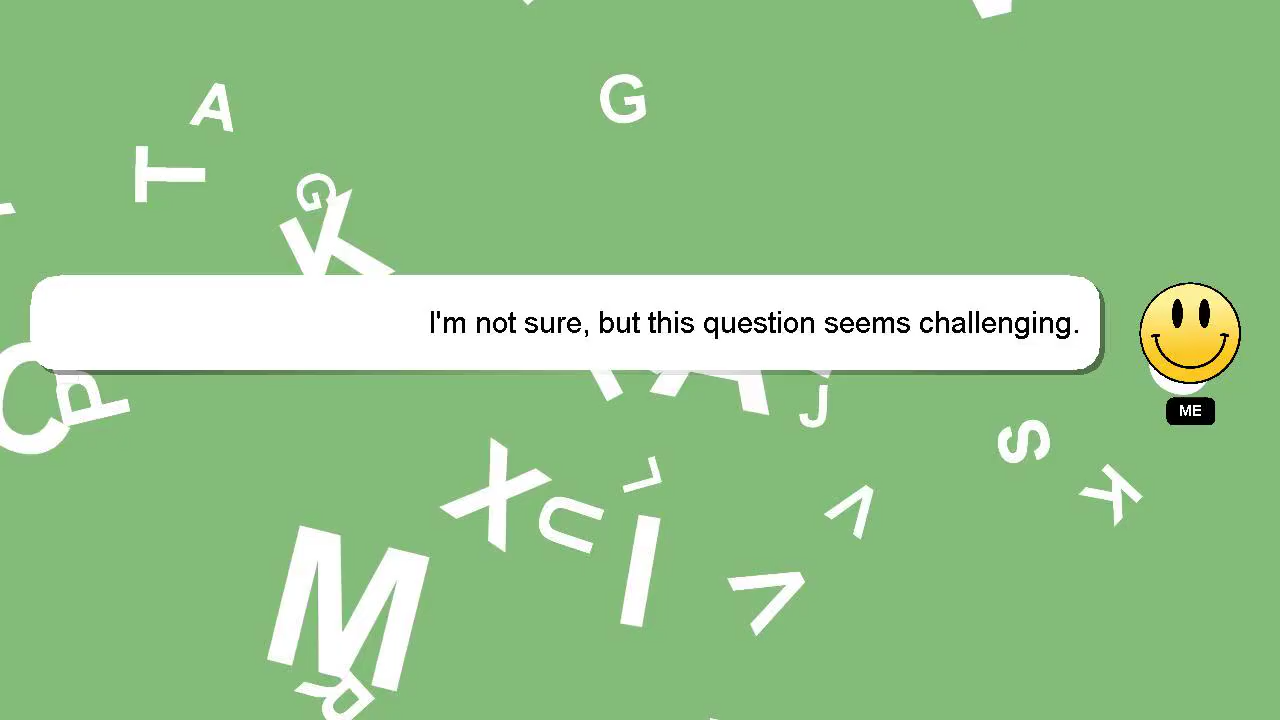 A
G
T
G
K
I'm not sure, but this question seems challenging.
C
P
A
J
ME
S
X
L
K
U
V
I
M
V
R